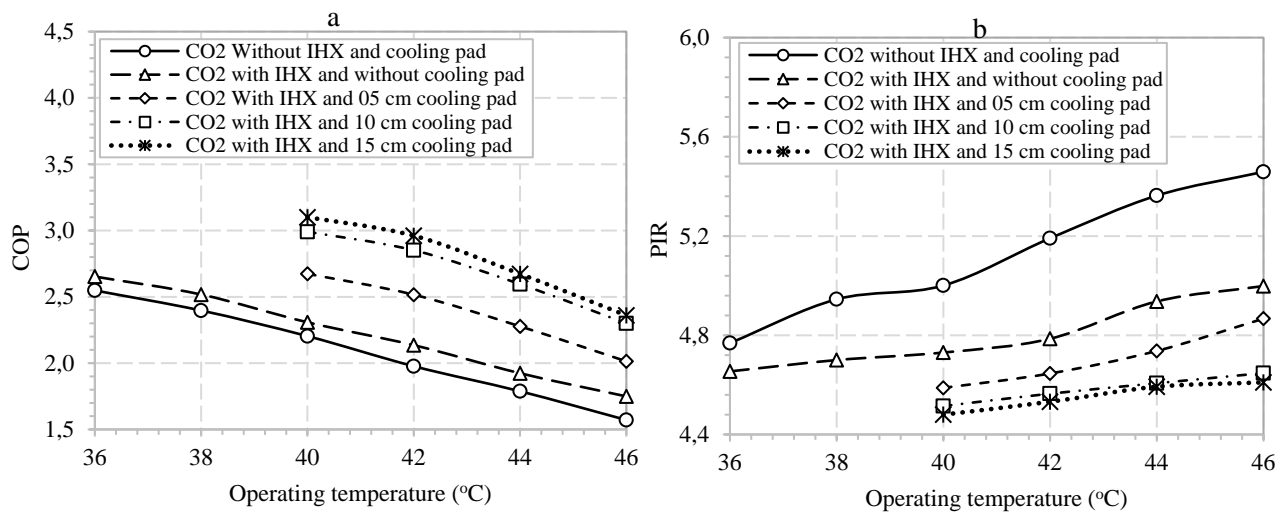 a
4,5
4,0
3,5
3,0
2,5
2,0
1,5
COP
CO2 Without IHX and cooling pad
CO2 with IHX and without cooling pad
CO2 With IHX and 05 cm cooling pad
CO2 with IHX and 10 cm cooling pad
CO2 with IHX and 15 cm cooling pad
36 38 40 42 44 46
Operating temperature (°C)
b
6,0
5,6
5,2
4,8
4,4
PIR
CO2 without IHX and cooling pad
CO2 with IHX and without cooling pad
CO2 with IHX and 05 cm cooling pad
CO2 with IHX and 10 cm cooling pad
CO2 with IHX and 15 cm cooling pad
36 38 40 42 44 46
Operating temperature (°C)